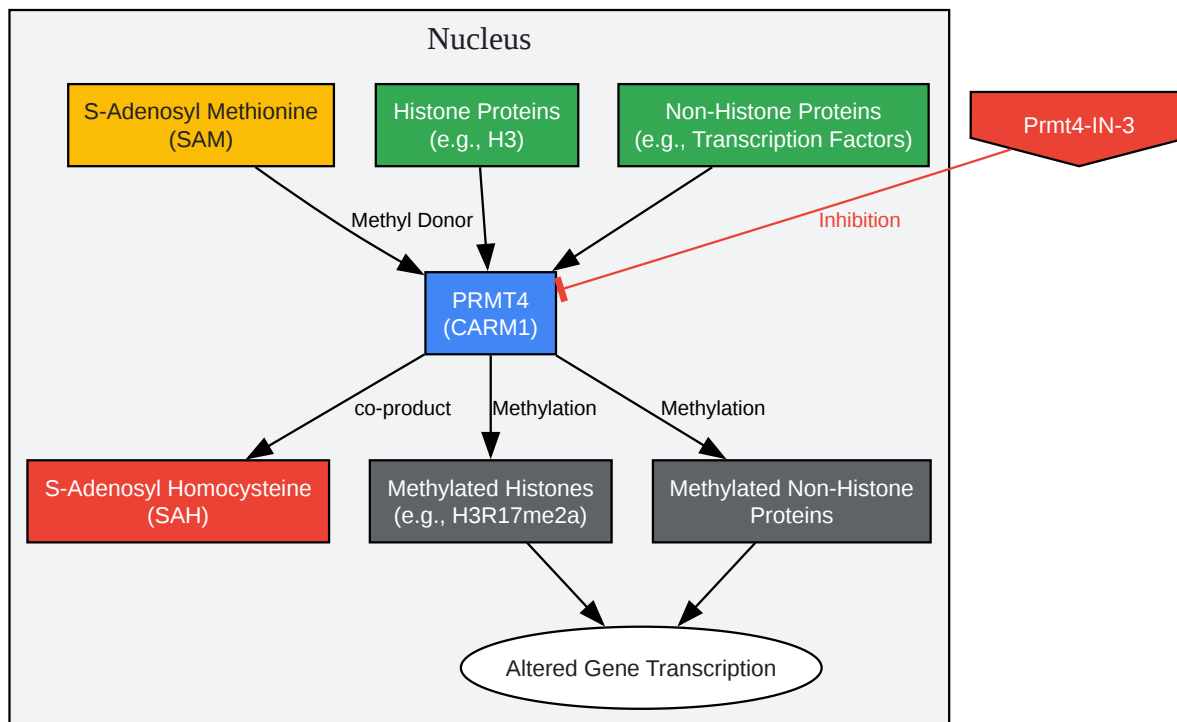 Nucleus
S-Adenosyl Methionine
(SAM)
Histone Proteins
(e.g., H3)
Non-Histone Proteins
(e.g., Transcription Factors)
Prmt4-IN-3
Methyl Donor
Inhibition
PRMT4
(CARM1)
co-product
Methylation
Methylation
S-Adenosyl Homocysteine
(SAH)
Methylated Histones
(e.g., H3R17me2a)
Methylated Non-Histone
Proteins
Altered Gene Transcription